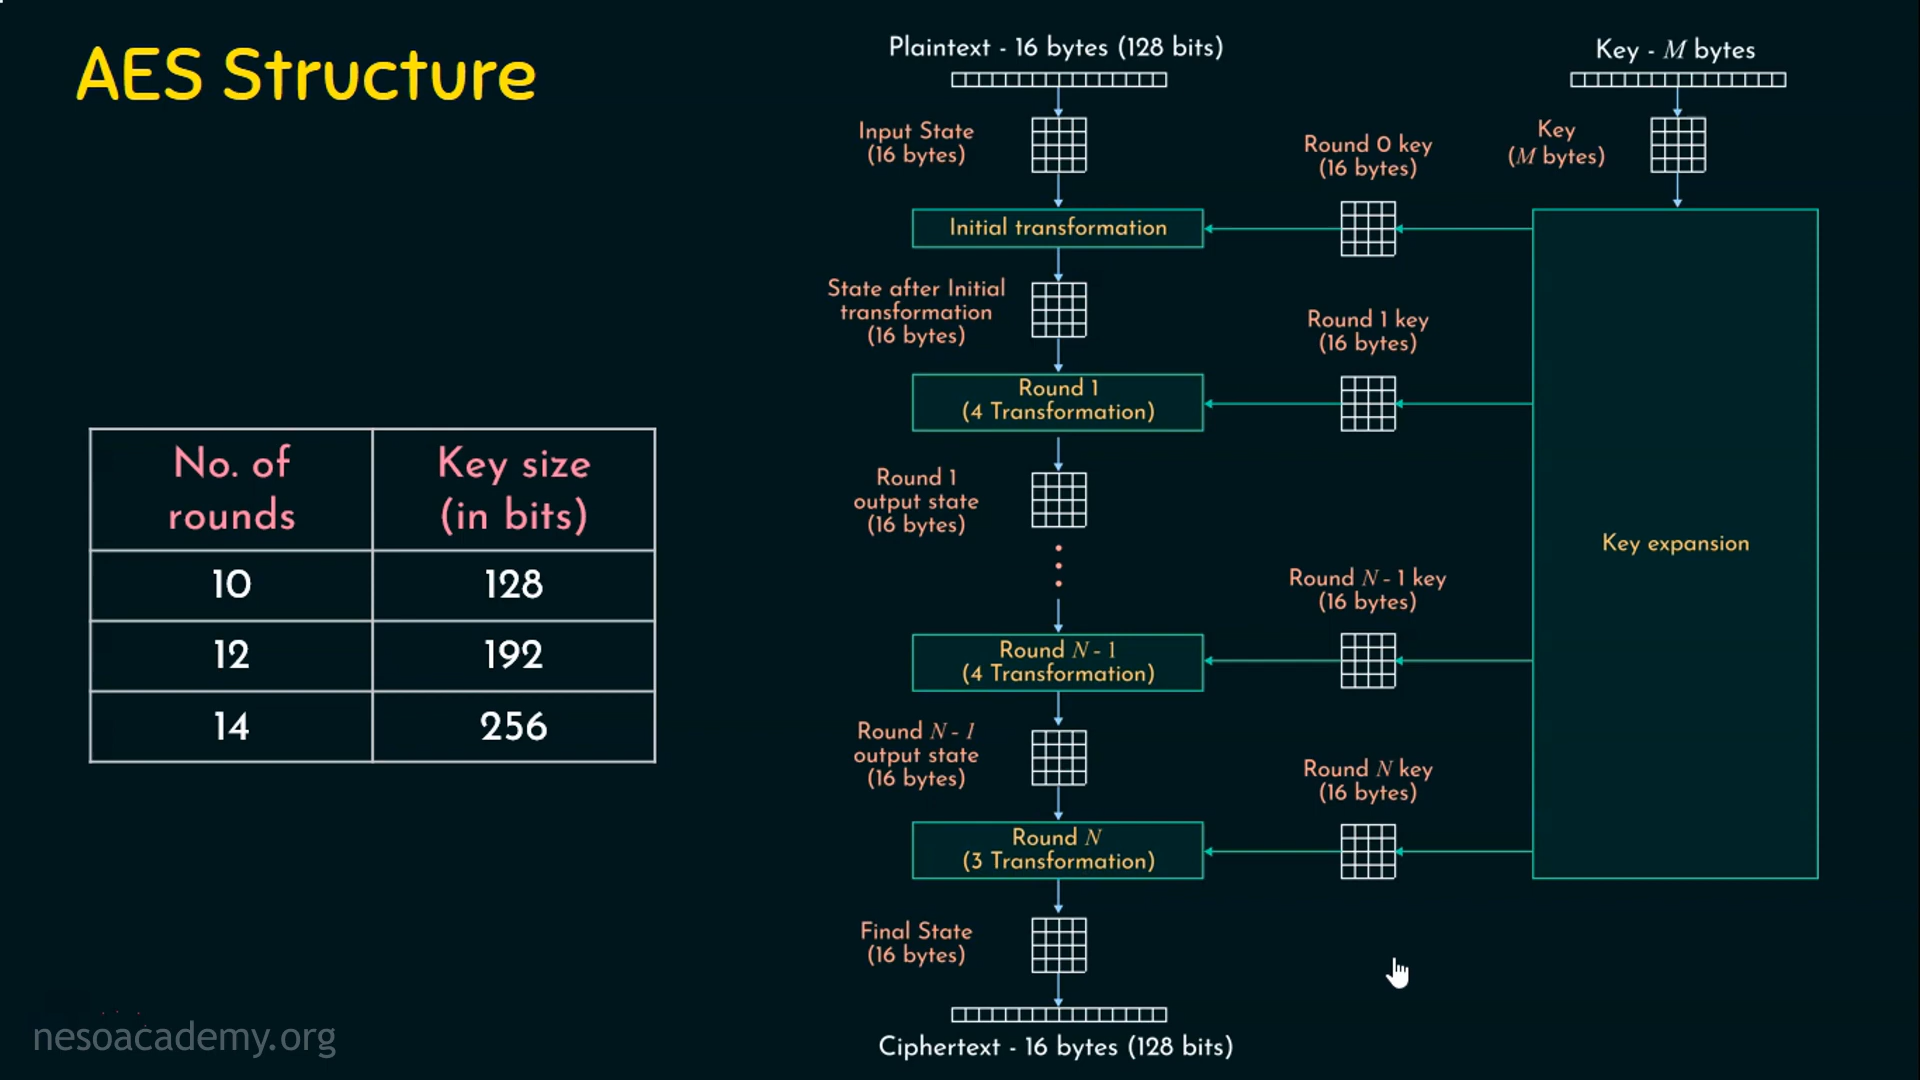 AES Structure
No. of
rounds
Key size
(in bits)
10
128
12
192
14
256
Plaintext - 16 bytes (128 bits)
Key - M bytes
Input State
(16 bytes)
Round 0 key
(16 bytes)
Key
(M bytes)
Initial transformation
State after Initial
transformation
(16 bytes)
Round 1 key
(16 bytes)
Round 1
(4 Transformation)
Round 1
output state
(16 bytes)
Key expansion
Round N - 1 key
(16 bytes)
Round N - 1
(4 Transformation)
Round N - 1
output state
(16 bytes)
Round N key
(16 bytes)
Round N
(3 Transformation)
Final State
(16 bytes)
Ciphertext - 16 bytes (128 bits)
nesoacademy.org